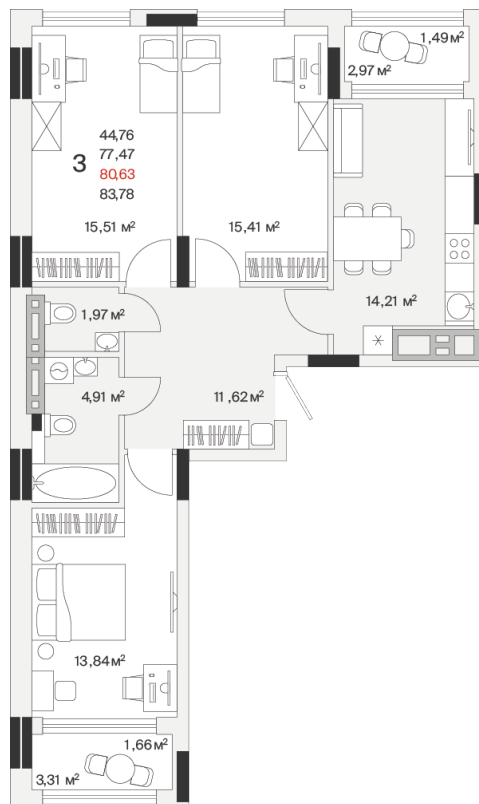 1,49 м²
2,97 м²
3
44,76
77,47
80,63
83,78
15,51 м²
15,41 м²
14,21 м²
1,97 м²
4,91 м²
11,62 м²
13,84 м²
1,66 м²
3,31 м²